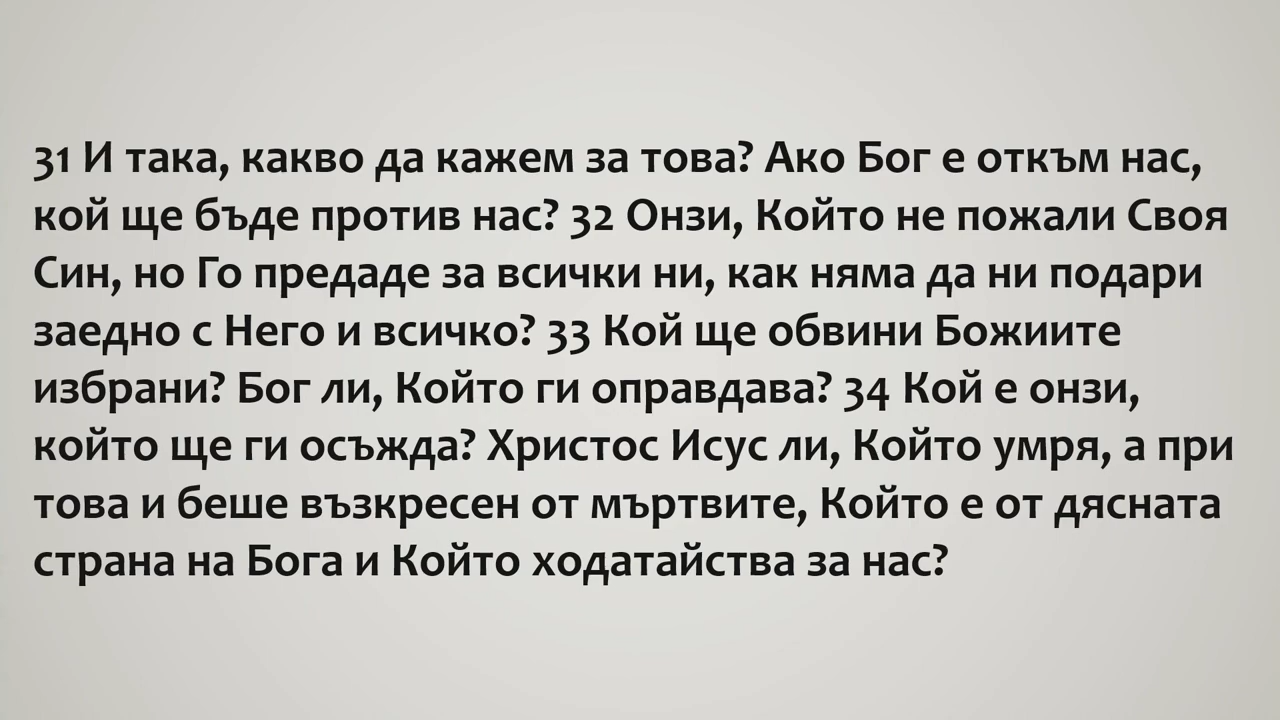 31 И така, какво да кажем за това? Ако Бог е откъм нас,
кой ще бъде против нас? 32 Онзи, Който не пожали Своя
Син, но Го предаде за всички ни, как няма да ни подари
заедно с Него и всичко? 33 Кой ще обвини Божиите
избрани? Бог ли, Който ги оправдава? 34 Кой е онзи,
който ще ги осъжда? Христос Исус ли, Който умря, а при
това и беше възкресен от мъртвите, Който е от дясната
страна на Бога и Който ходатайства за нас?